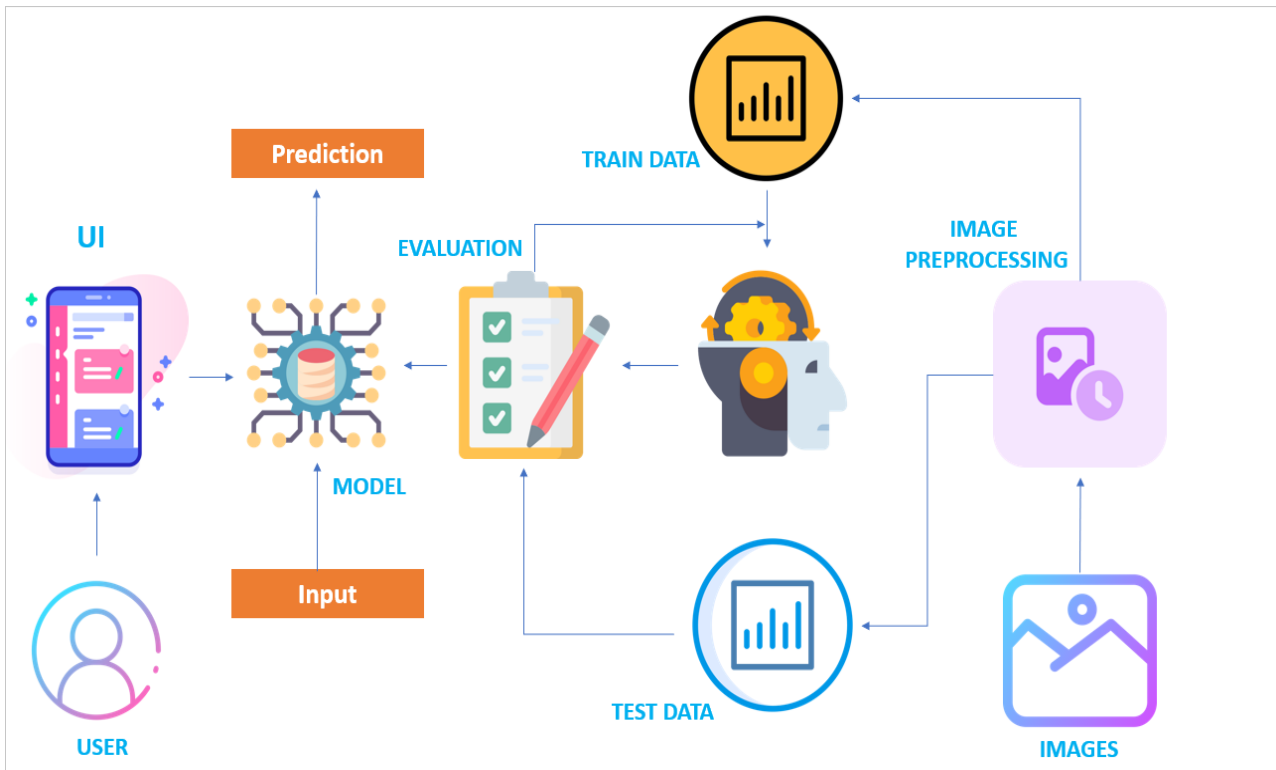 TRAIN DATA
Prediction
UI
EVALUATION
IMAGE
PREPROCESSING
MODEL
Input
TEST DATA
USER
IMAGES